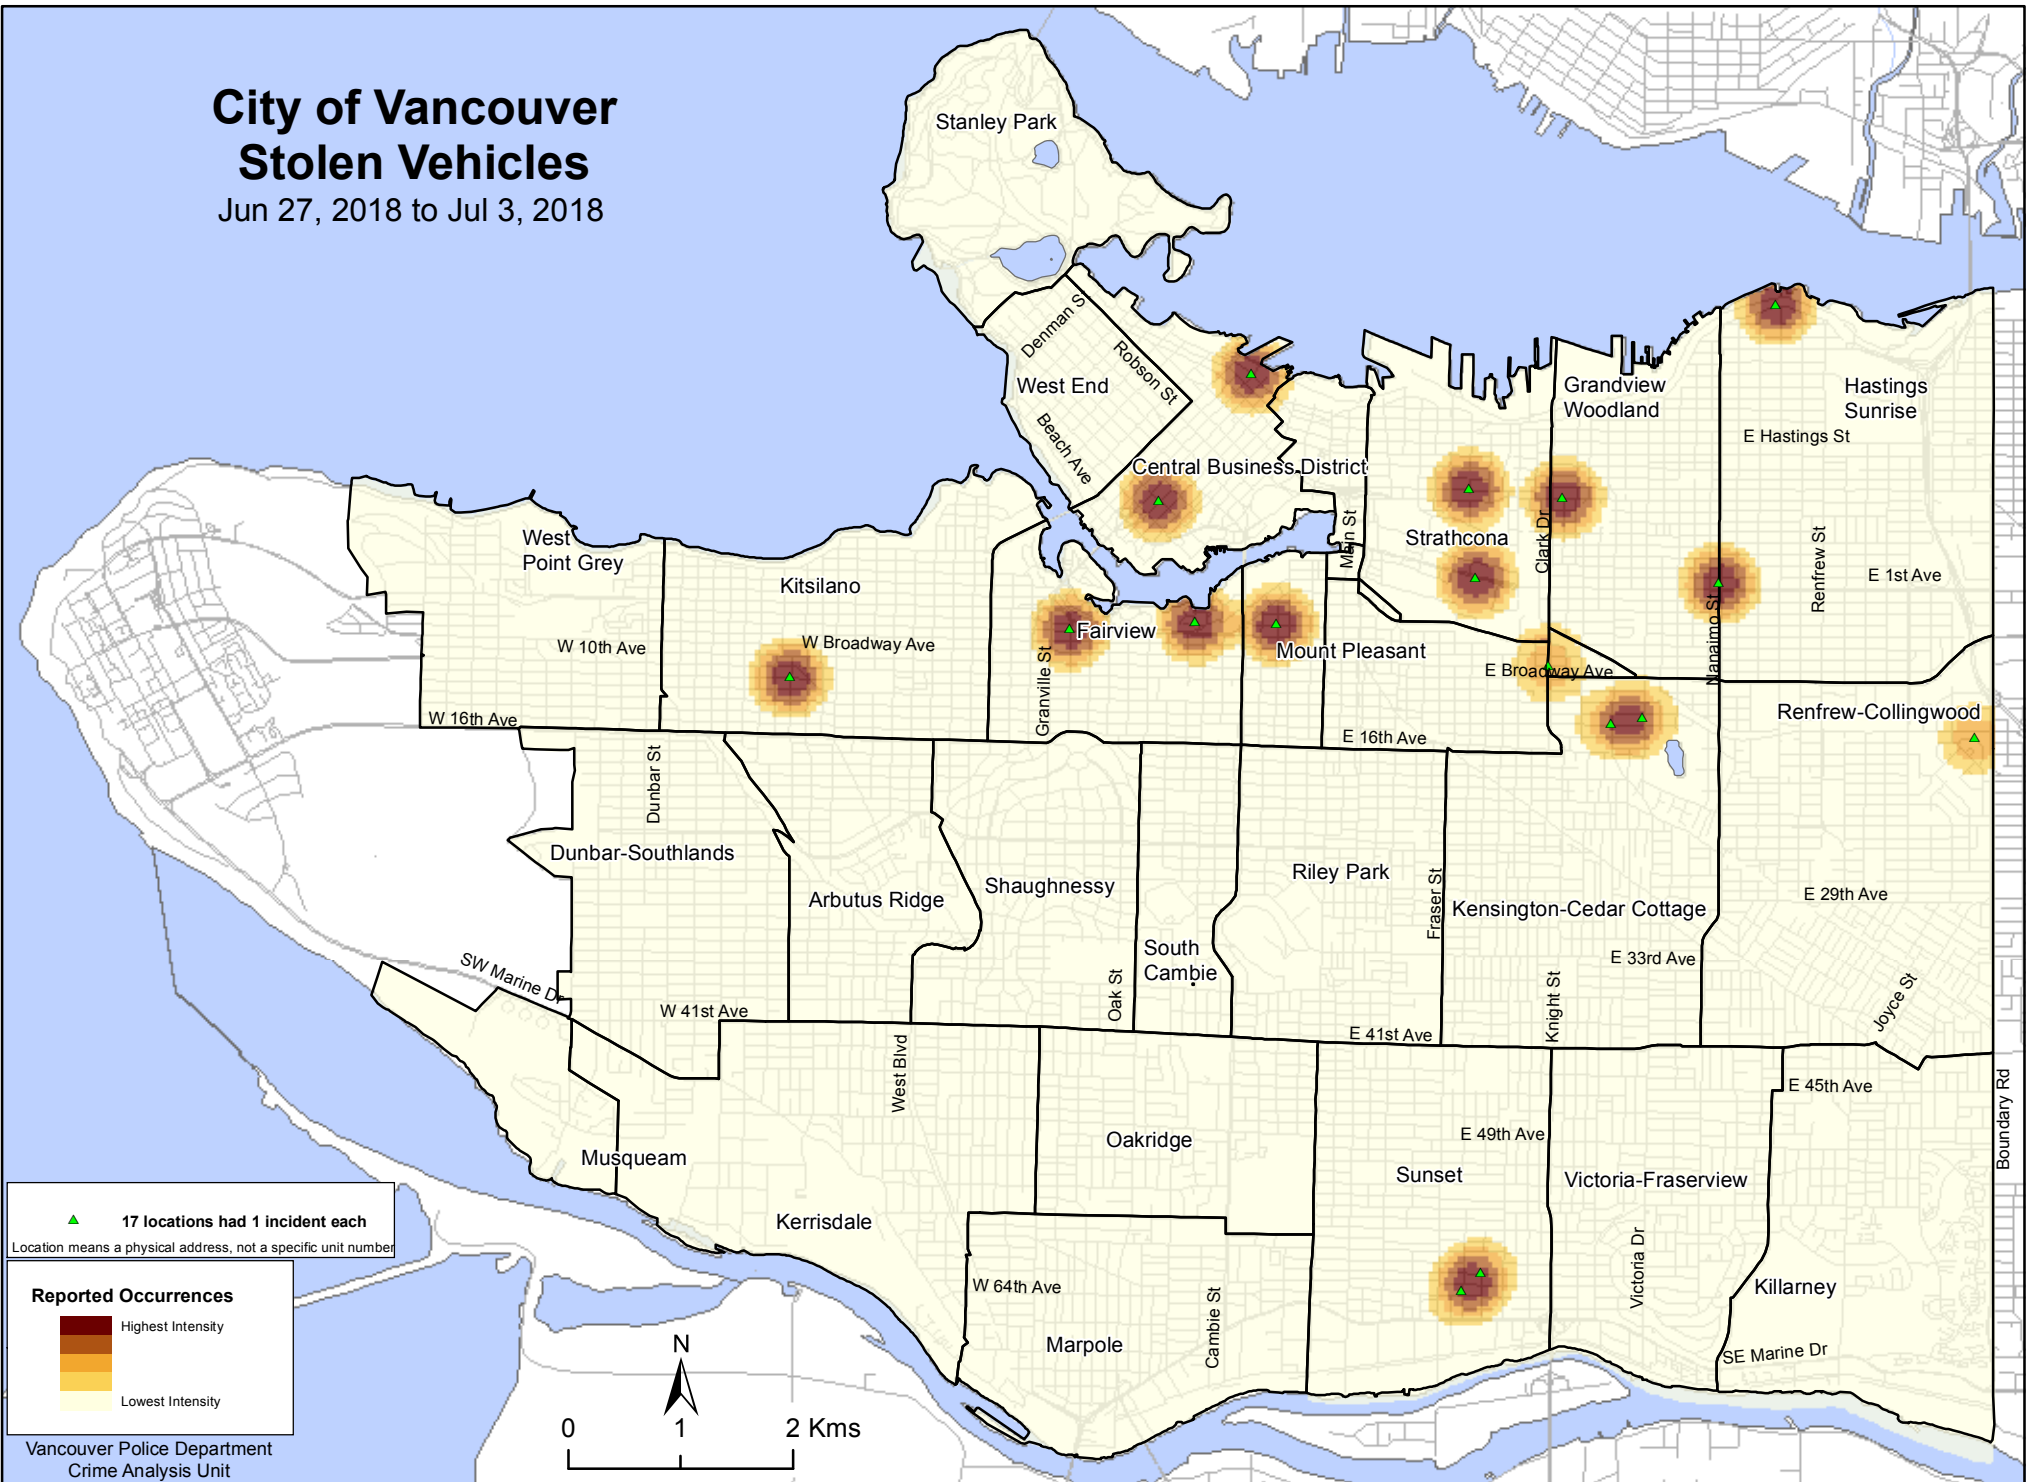 City of Vancouver
Stolen Vehicles
Jun 27, 2018 to Jul 3, 2018
Stanley Park
Denman S
Robson St
West End
Beach Ave
Central Business District
Grandview
Woodland
Hastings
Sunrise
E Hastings St
West
Point Grey
Kitsilano
Strathcona
Main St
Clark Dr
Renfrew St
E 1st Ave
W 10th Ave
W Broadway Ave
Fairview
Granville St
Mount Pleasant
E Broadway Ave
Nanaimo St
W 16th Ave
E 16th Ave
Renfrew-Collingwood
Dunbar St
Dunbar-Southlands
Arbutus Ridge
Shaughnessy
Riley Park
Fraser St
Kensington-Cedar Cottage
E 29th Ave
South
Cambie
E 33rd Ave
SW Marine Dr
W 41st Ave
Oak St
E 41st Ave
Knight St
Joyce St
West Blvd
E 45th Ave
Boundary Rd
Musqueam
Oakridge
E 49th Ave
Sunset
Victoria-Fraserview
Kerrisdale
Victoria Dr
W 64th Ave
Cambie St
Killarney
Marpole
SE Marine Dr
17 locations had 1 incident each
Location means a physical address, not a specific unit number
Reported Occurrences
Highest Intensity
Lowest Intensity
N
0 1 2 Kms
Vancouver Police Department
Crime Analysis Unit